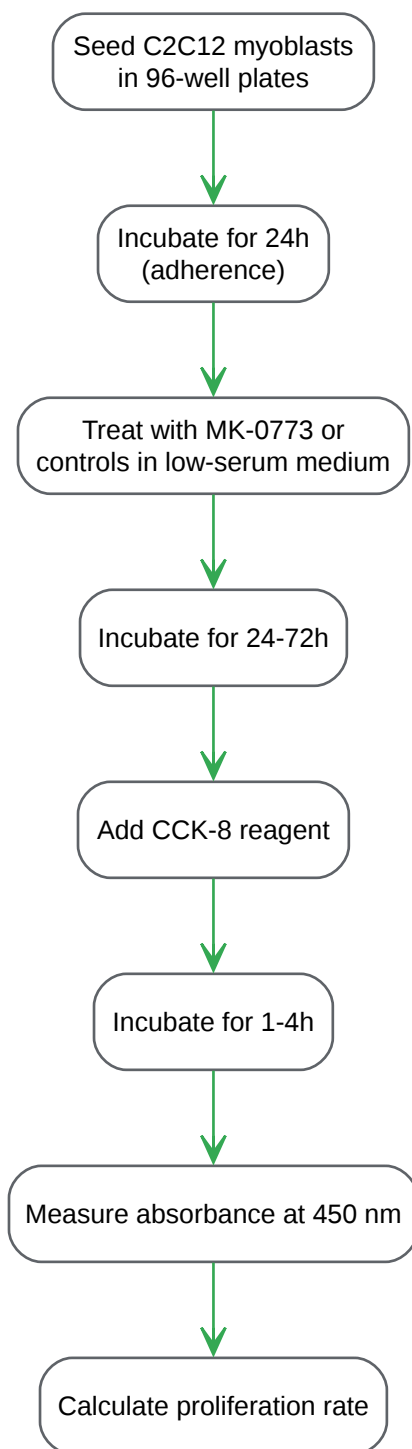 Seed C2C12 myoblasts
in 96-well plates
Incubate for 24h
(adherence)
Treat with MK-0773 or
controls in low-serum medium
Incubate for 24-72h
Add CCK-8 reagent
Incubate for 1-4h
Measure absorbance at 450 nm
Calculate proliferation rate